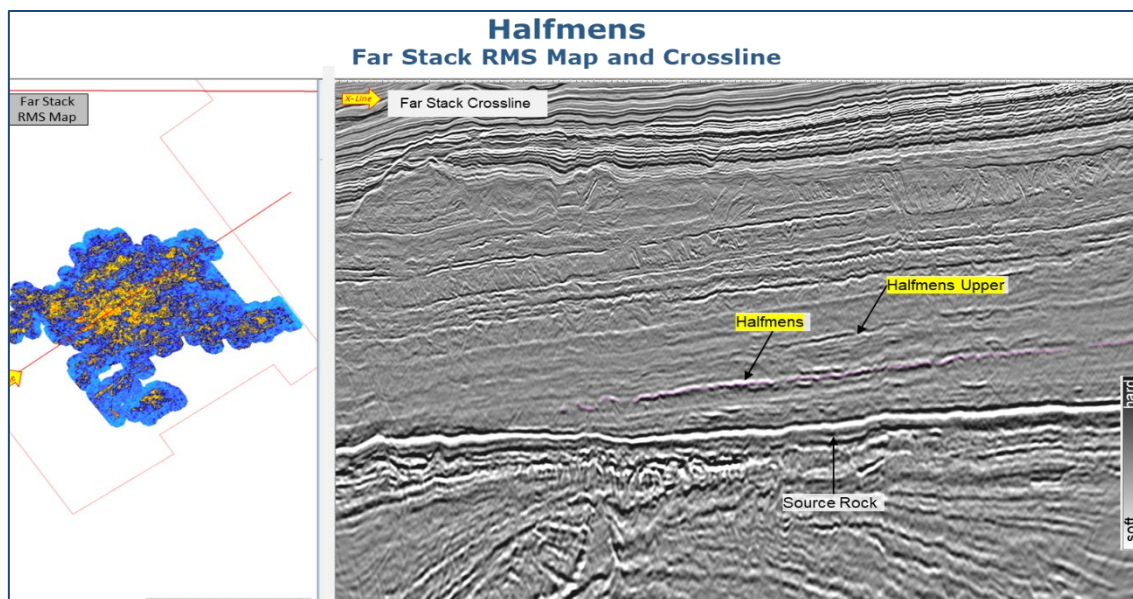 Halfmens
Far Stack RMS Map and Crossline
Far Stack
RMS Map
X-Line
Far Stack Crossline
Halfmens Upper
Halfmens
Source Rock
hard
soft